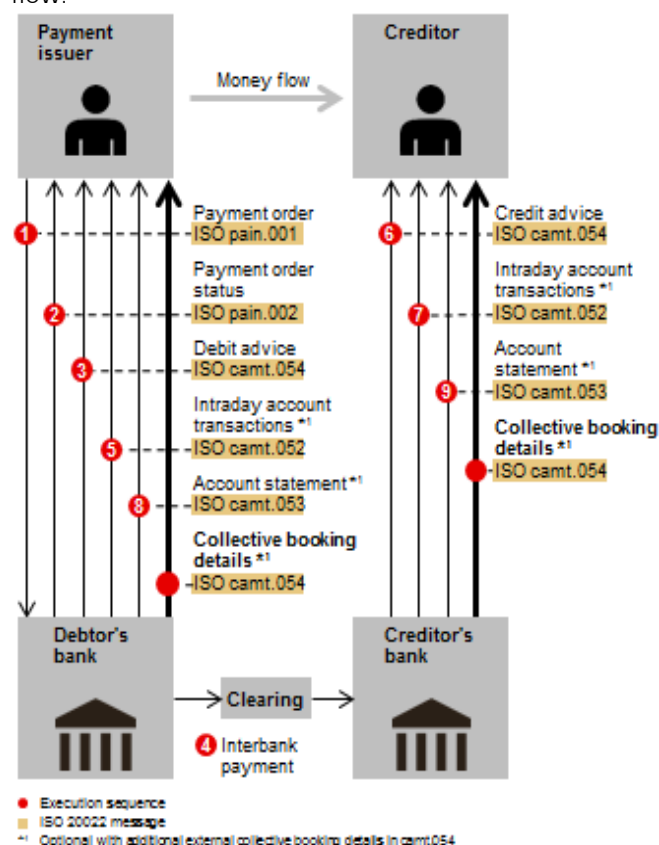 Payment
issuer
Creditor
Money flow
1
Payment order
ISO pain.001
Payment order
status
2
ISO pain.002
Debit advice
3
ISO camt.054
Intraday account
transactions *1
5
ISO camt.052
Account statement *1
8
ISO camt.053
Collective booking
details *1
ISO camt.054
Credit advice
6
ISO camt.054
Intraday account
transactions *1
7
ISO camt.052
Account
statement *1
9
ISO camt.053
Collective booking
details *1
ISO camt.054
Debtor's
bank
Clearing
4 Interbank
payment
Creditor's
bank
Execution sequence
ISO 20022 message
*1 Optional with additional external collective booking details in camt.054